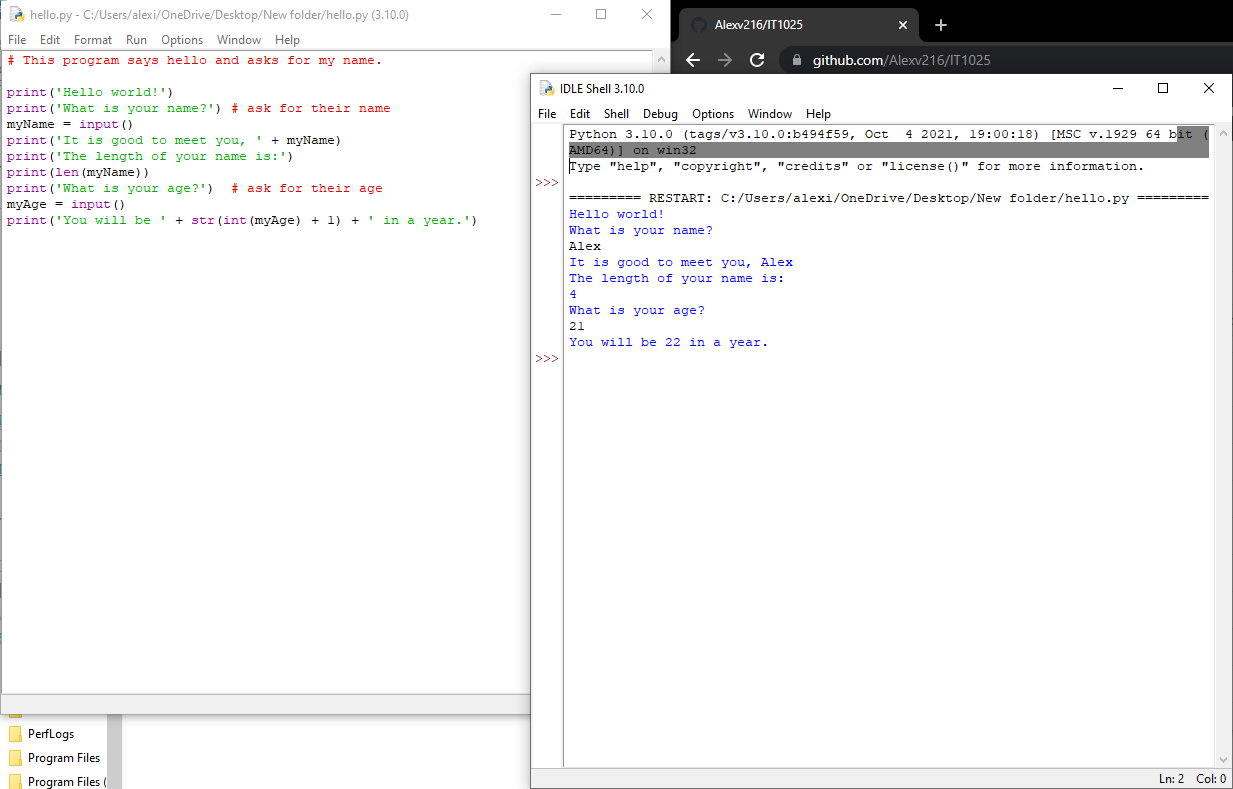 hello.py - C:/Users/alexi/OneDrive/Desktop/New folder/hello.py (3.10.0)
File Edit Format Run Options Window Help
# This program says hello and asks for my name.
print('Hello world!')
print('What is your name?') # ask for their name
myName = input()
print('It is good to meet you, ' + myName)
print('The length of your name is:')
print(len(myName))
print('What is your age?')  # ask for their age
myAge = input()
print('You will be ' + str(int(myAge) + 1) + ' in a year.')
PerfLogs
Program Files
Program Files (
Alexv216/IT1025
github.com/Alexv216/IT1025
IDLE Shell 3.10.0
File Edit Shell Debug Options Window Help
Python 3.10.0 (tags/v3.10.0:b494f59, Oct  4 2021, 19:00:18) [MSC v.1929 64 bit (
AMD64)] on win32
Type "help", "copyright", "credits" or "license()" for more information.
>>>
========= RESTART: C:/Users/alexi/OneDrive/Desktop/New folder/hello.py =========
Hello world!
What is your name?
Alex
It is good to meet you, Alex
The length of your name is:
4
What is your age?
21
You will be 22 in a year.
>>>
Ln: 2 Col: 0